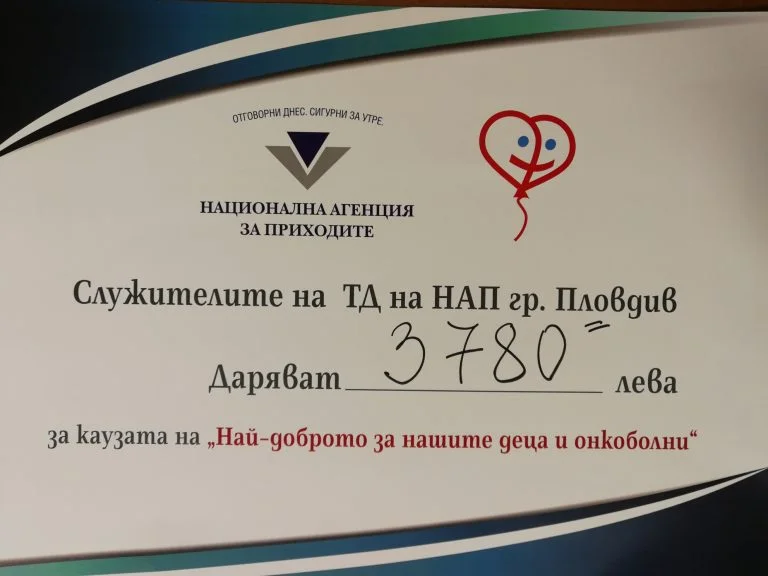 ОТГОВОРНИ ДНЕС. СИГУРНИ ЗА УТРЕ.
НАЦИОНАЛНА АГЕНЦИЯ
ЗА ПРИХОДИТЕ
Служителите на ТД на НАП гр. Пловдив
Даряват 3780= лева
за каузата на „Най-доброто за нашите деца и онкоболни“